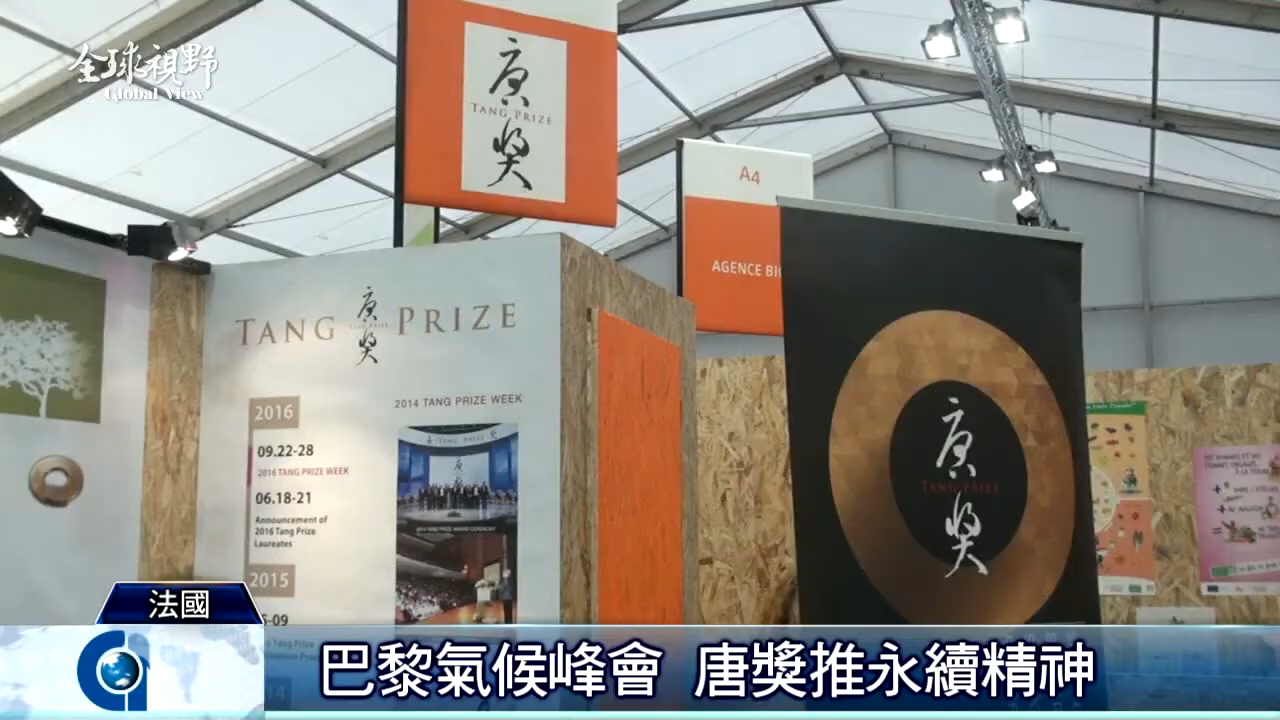 全球視野
Global View
唐
TANG PRIZE
獎
A4
AGENCE BI
TANG 唐獎 PRIZE
2014 TANG PRIZE WEEK
2016
09.22-28
2016 TANG PRIZE WEEK
06.18-21
Announcement of
2016 Tang Prize
Laureates
2015
唐
TANG PRIZE
獎
法國
巴黎氣候峰會 唐獎推永續精神